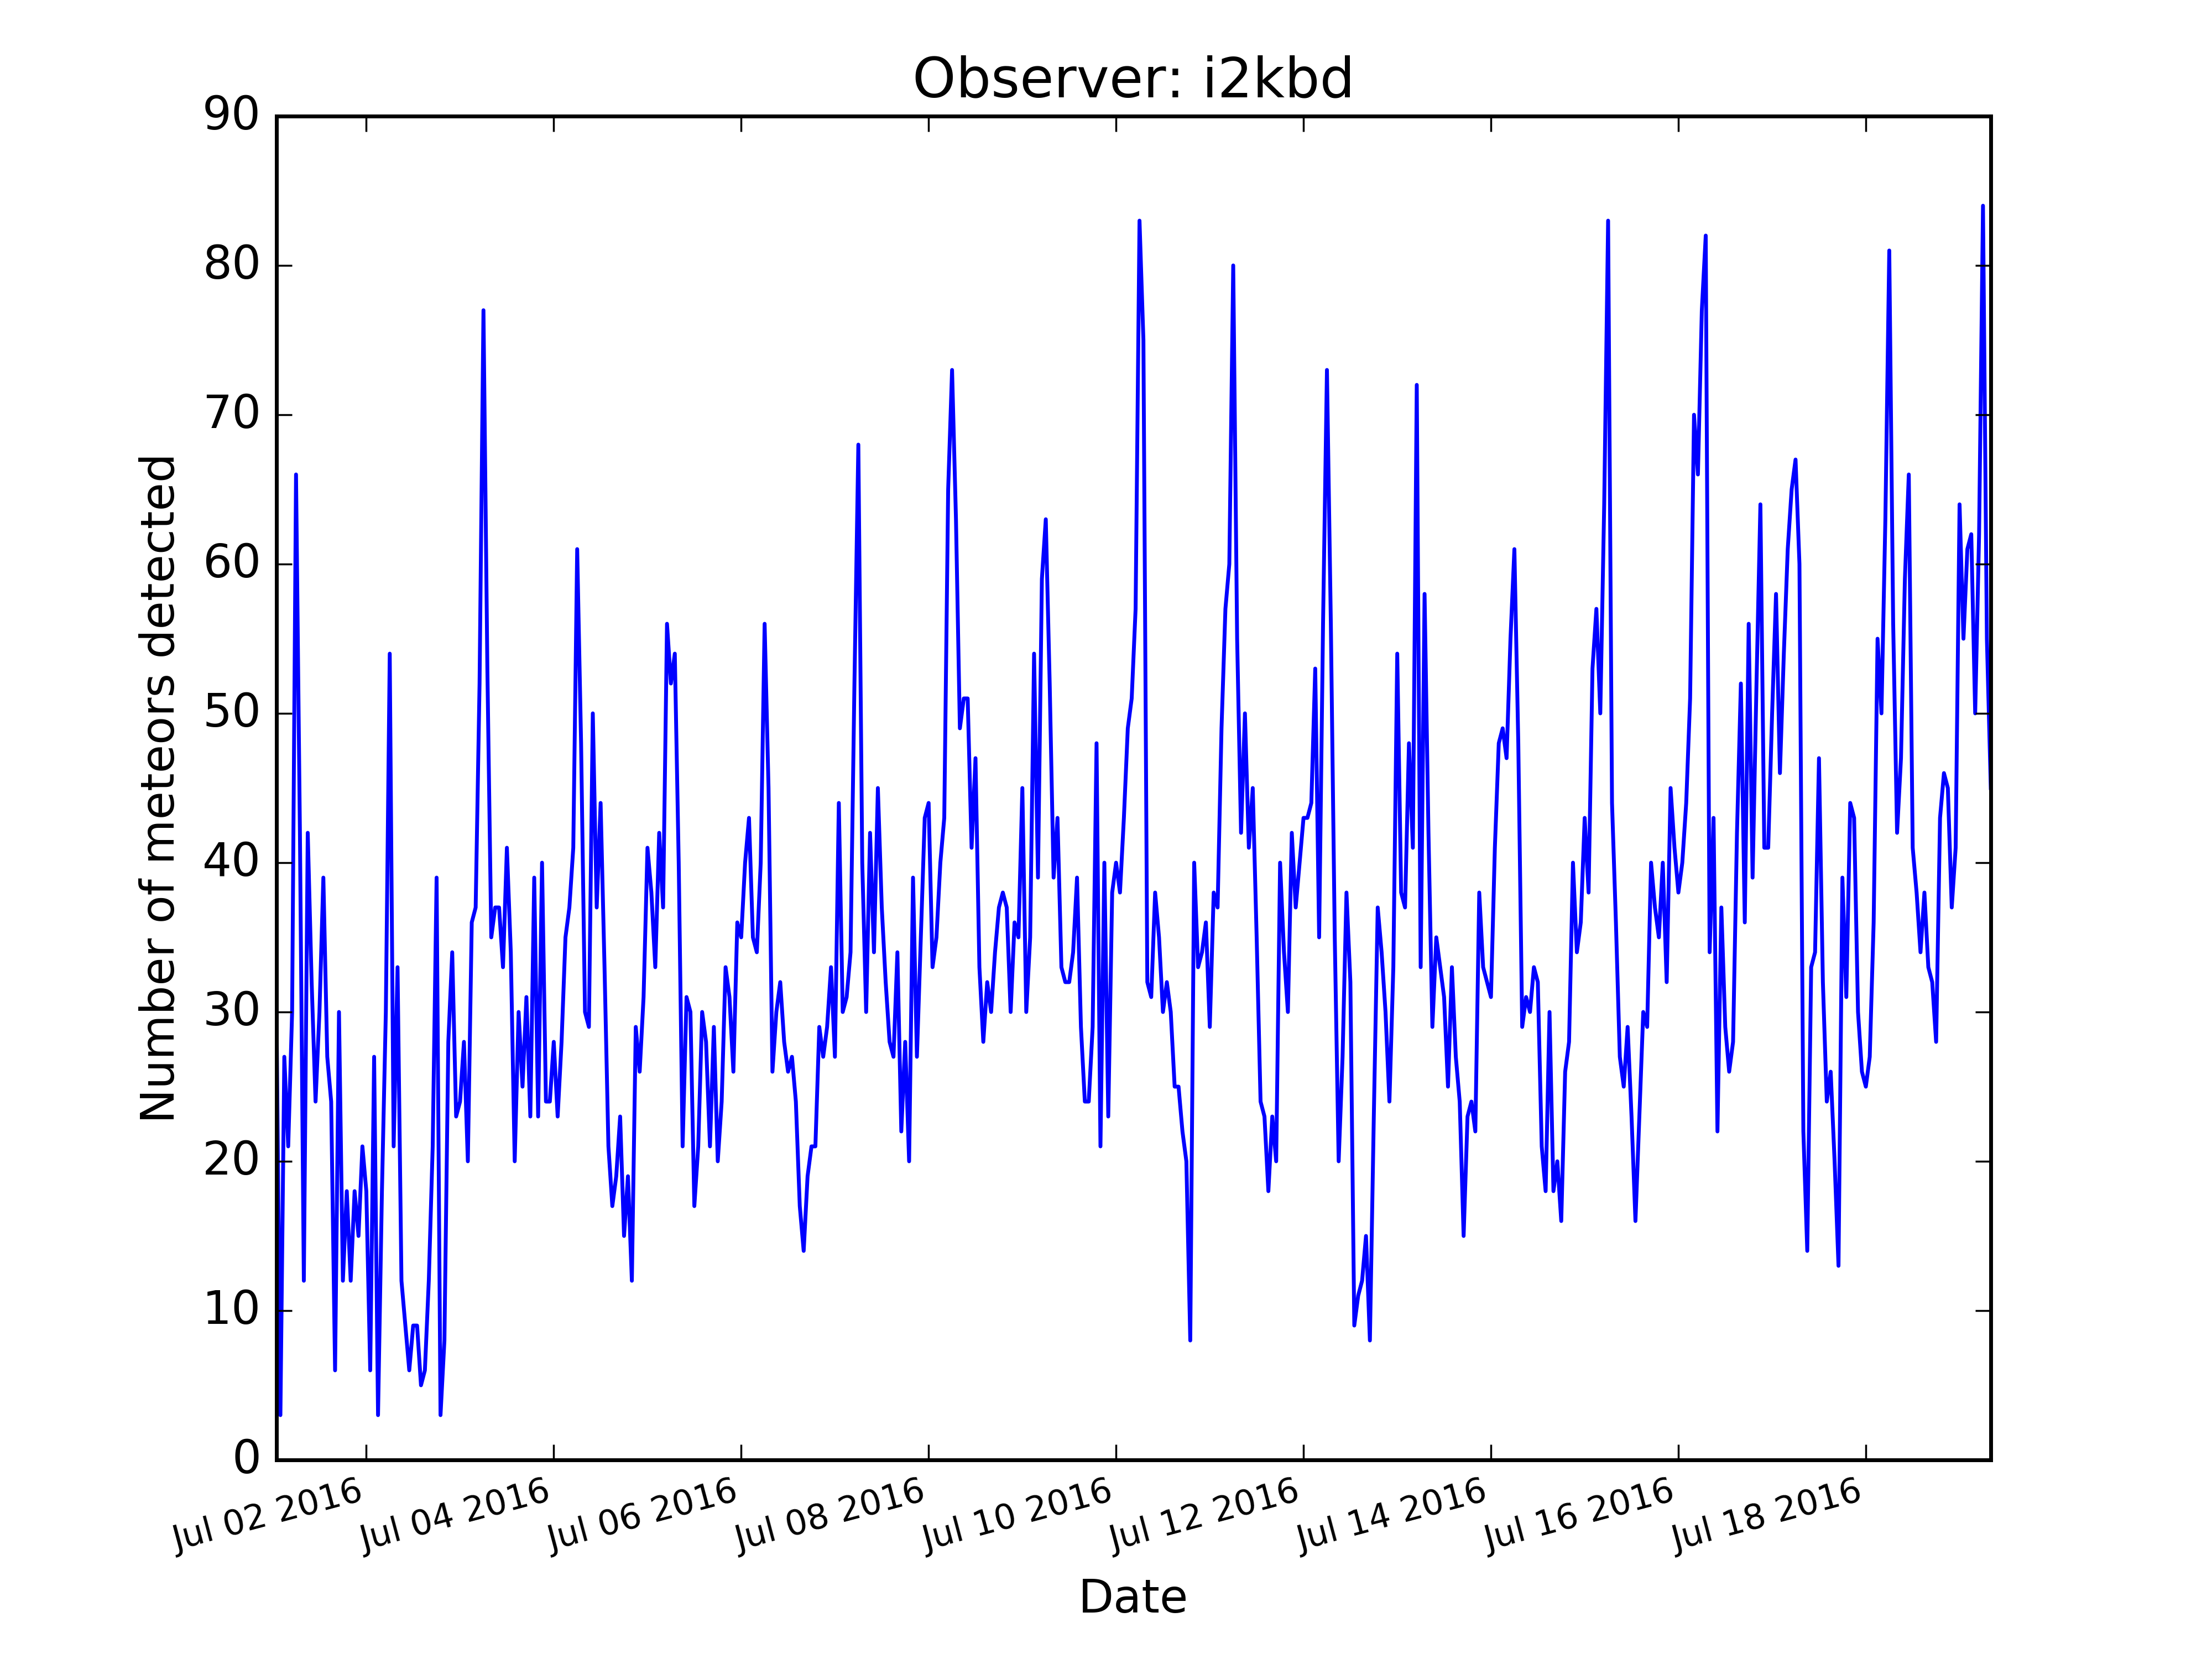 Observer: i2kbd
90
80
70
60
50
40
30
20
10
0
Number of meteors detected
Jul 02 2016
Jul 04 2016
Jul 06 2016
Jul 08 2016
Jul 10 2016
Jul 12 2016
Jul 14 2016
Jul 16 2016
Jul 18 2016
Date